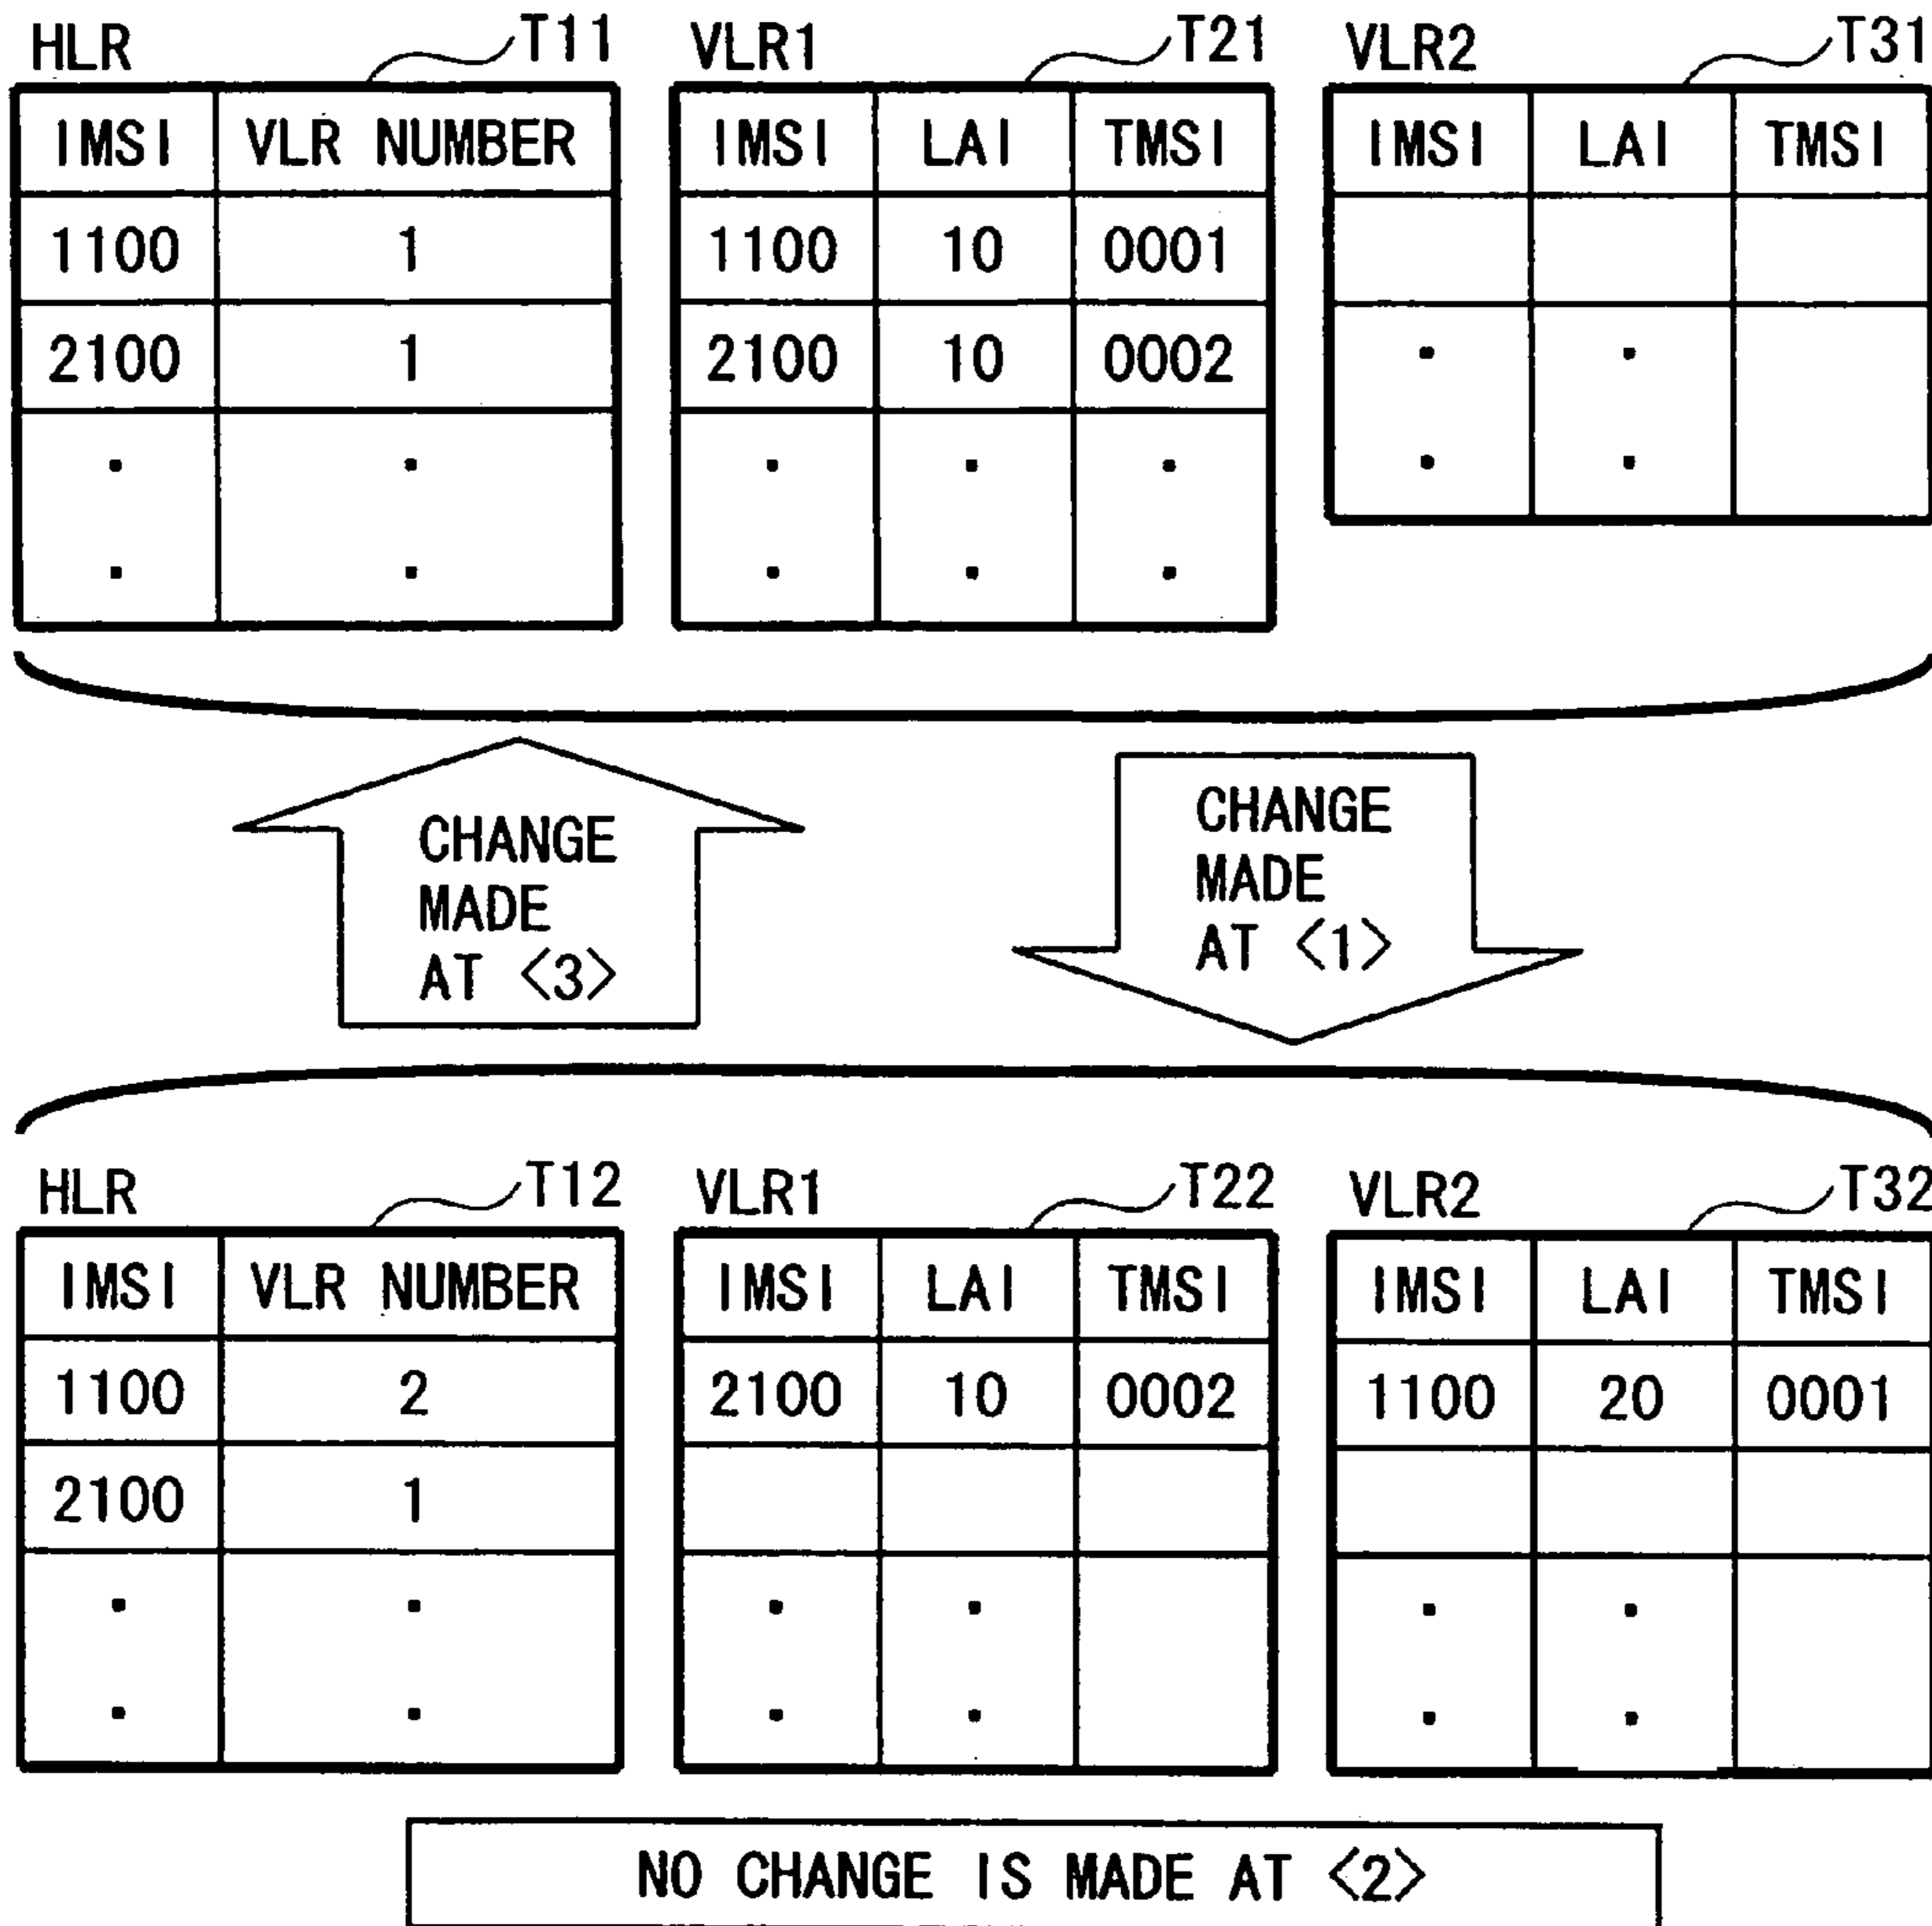 HLR T11 VLR1 T21 VLR2 T31
IMSI VLR NUMBER IMSI LAI TMSI IMSI LAI TMSI
1100 1 1100 10 0001
2100 1 2100 10 0002
CHANGE
MADE
AT <3>
CHANGE
MADE
AT <1>
HLR T12 VLR1 T22 VLR2 T32
IMSI VLR NUMBER IMSI LAI TMSI IMSI LAI TMSI
1100 2 2100 10 0002 1100 20 0001
2100 1
NO CHANGE IS MADE AT <2>